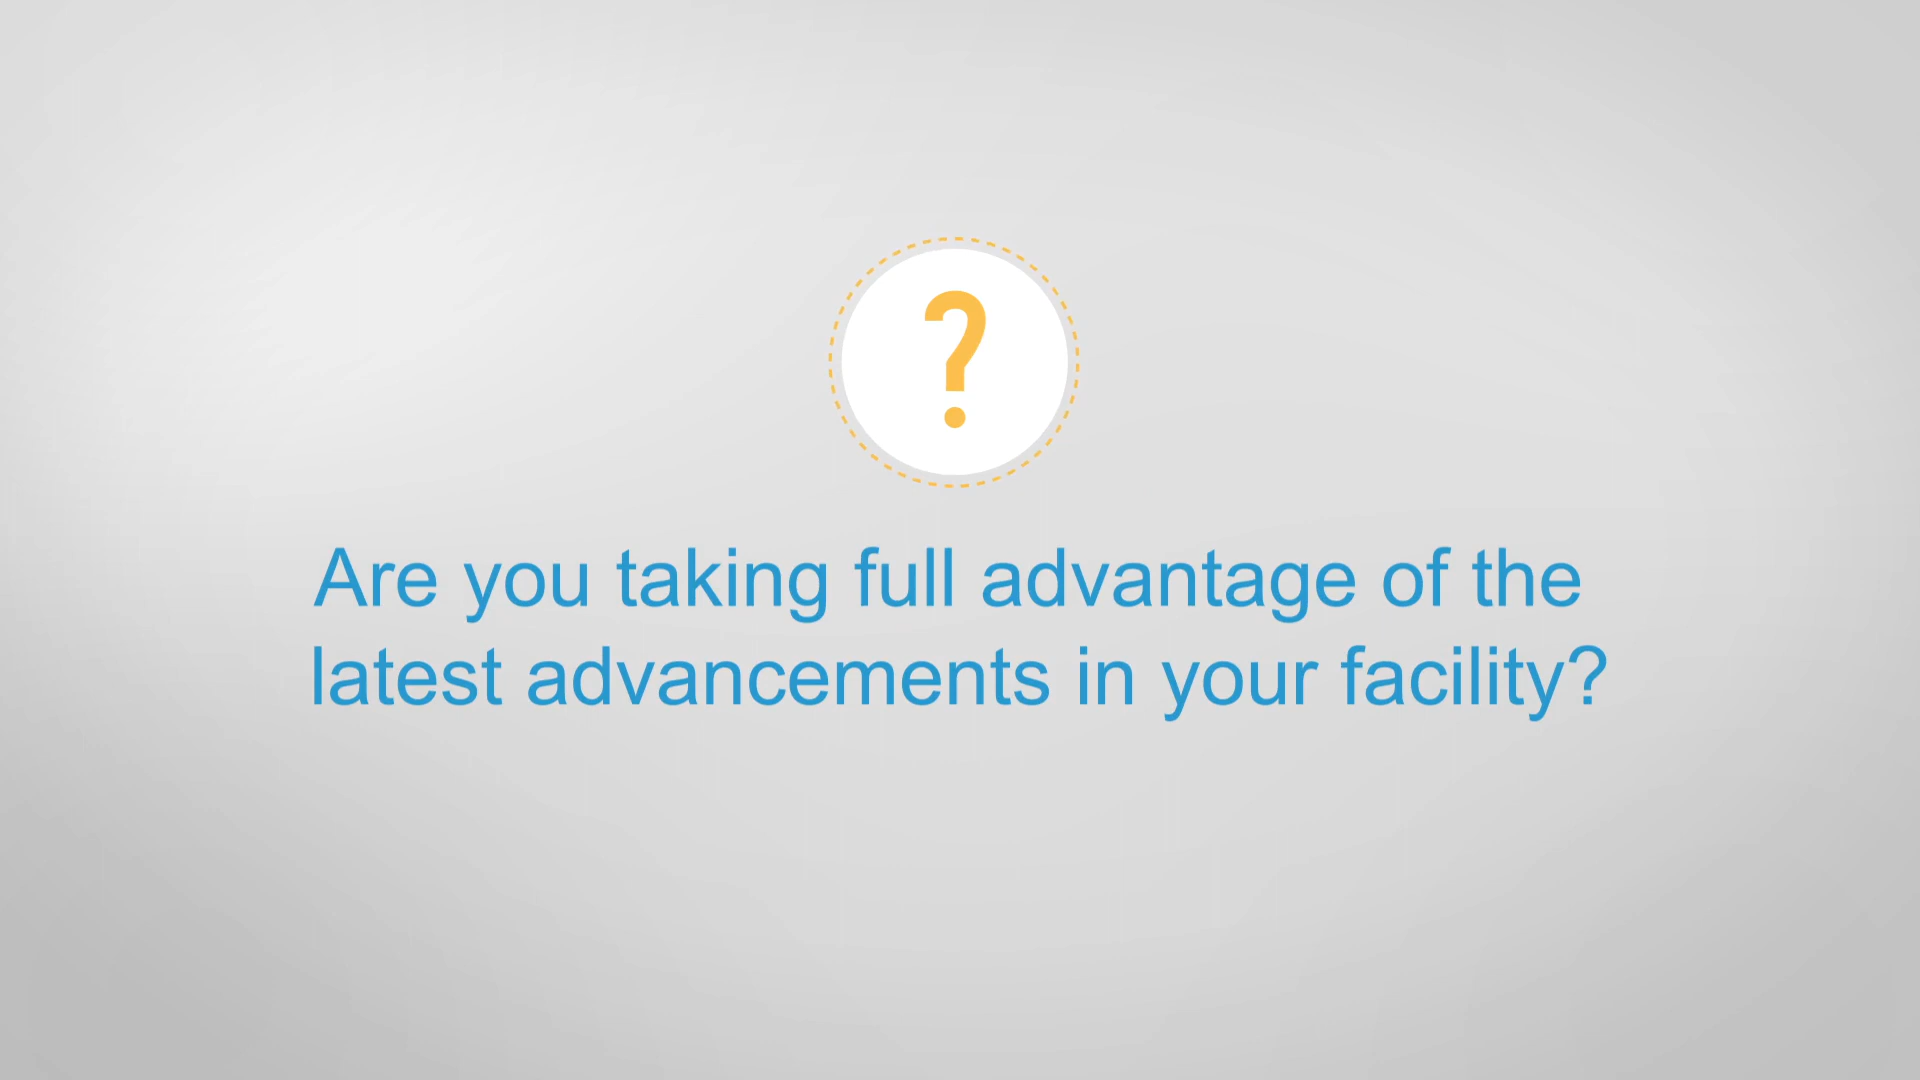 ?
Are you taking full advantage of the
latest advancements in your facility?